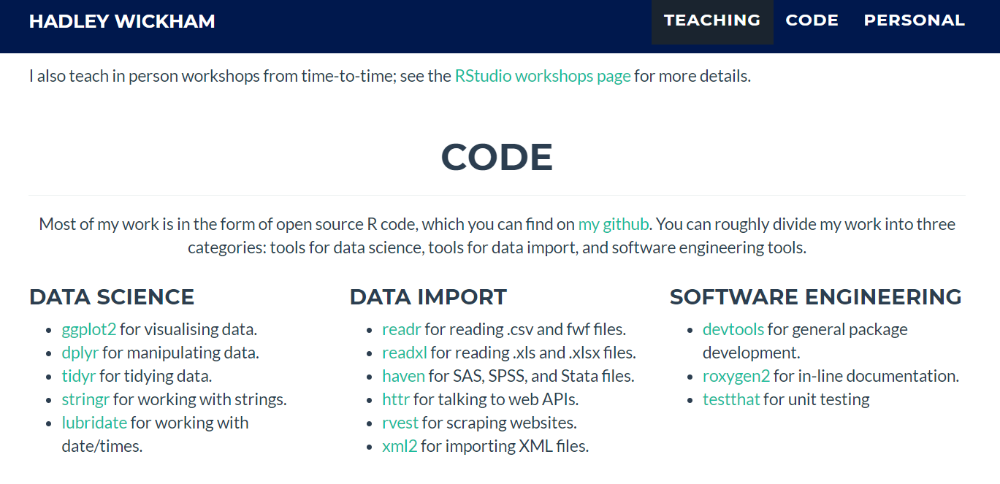 HADLEY WICKHAM
TEACHING CODE PERSONAL
I also teach in person workshops from time-to-time; see the RStudio workshops page for more details.
CODE
Most of my work is in the form of open source R code, which you can find on my github. You can roughly divide my work into three
categories: tools for data science, tools for data import, and software engineering tools.
DATA SCIENCE
ggplot2 for visualising data.
dplyr for manipulating data.
tidyr for tidying data.
stringr for working with strings.
lubridate for working with
date/times.
DATA IMPORT
readr for reading .csv and fwf files.
readxl for reading .xls and .xlsx files.
haven for SAS, SPSS, and Stata files.
httr for talking to web APIs.
rvest for scraping websites.
xml2 for importing XML files.
SOFTWARE ENGINEERING
devtools for general package
development.
roxygen2 for in-line documentation.
testthat for unit testing